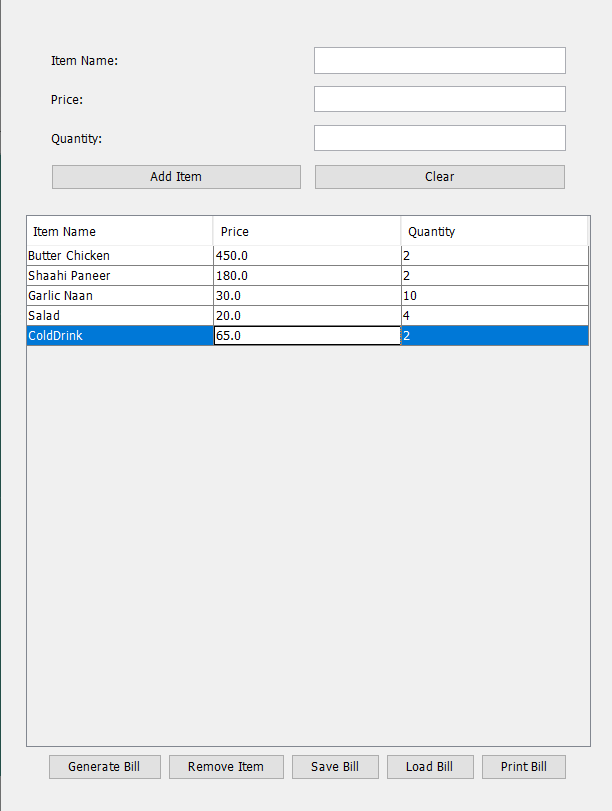 Item Name:
Price:
Quantity:
Add Item Clear
Item Name Price Quantity
Butter Chicken 450.0 2
Shaahi Paneer 180.0 2
Garlic Naan 30.0 10
Salad 20.0 4
ColdDrink 65.0 2
Generate Bill Remove Item Save Bill Load Bill Print Bill